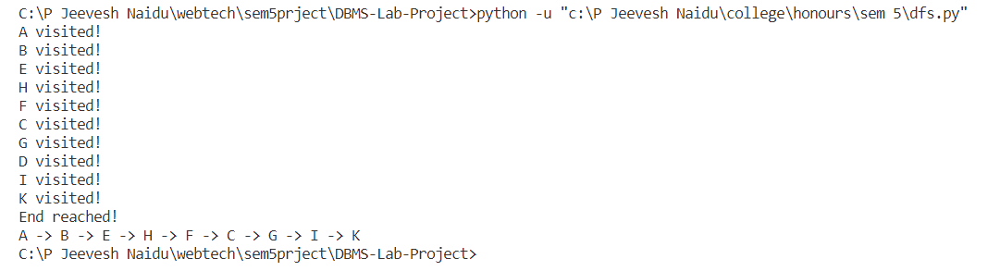 C:\P Jeevesh Naidu\webtech\sem5prject\DBMS-Lab-Project>python -u "c:\P Jeevesh Naidu\college\honours\sem 5\dfs.py"
A visited!
B visited!
E visited!
H visited!
F visited!
C visited!
G visited!
D visited!
I visited!
K visited!
End reached!
A -> B -> E -> H -> F -> C -> G -> I -> K
C:\P Jeevesh Naidu\webtech\sem5prject\DBMS-Lab-Project>